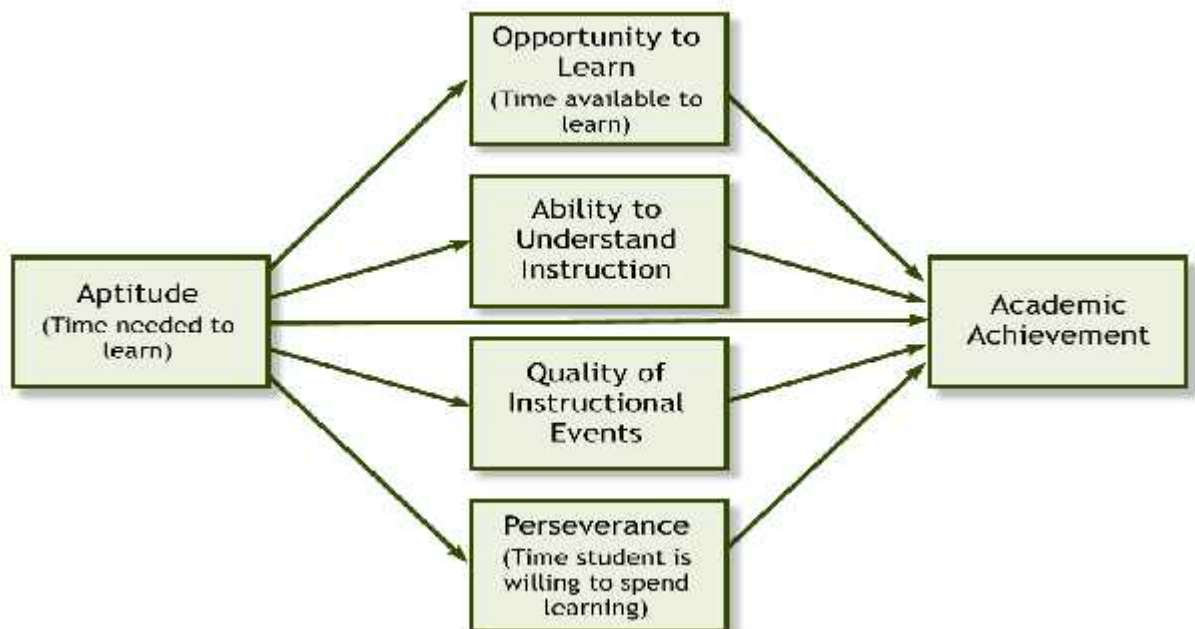 Opportunity to
Learn
(Time available to
learn)
Ability to
Understand
Instruction
Aptitude
(Time needed to
learn)
Academic
Achievement
Quality of
Instructional
Events
Perseverance
(Time student is
willing to spend
learning)